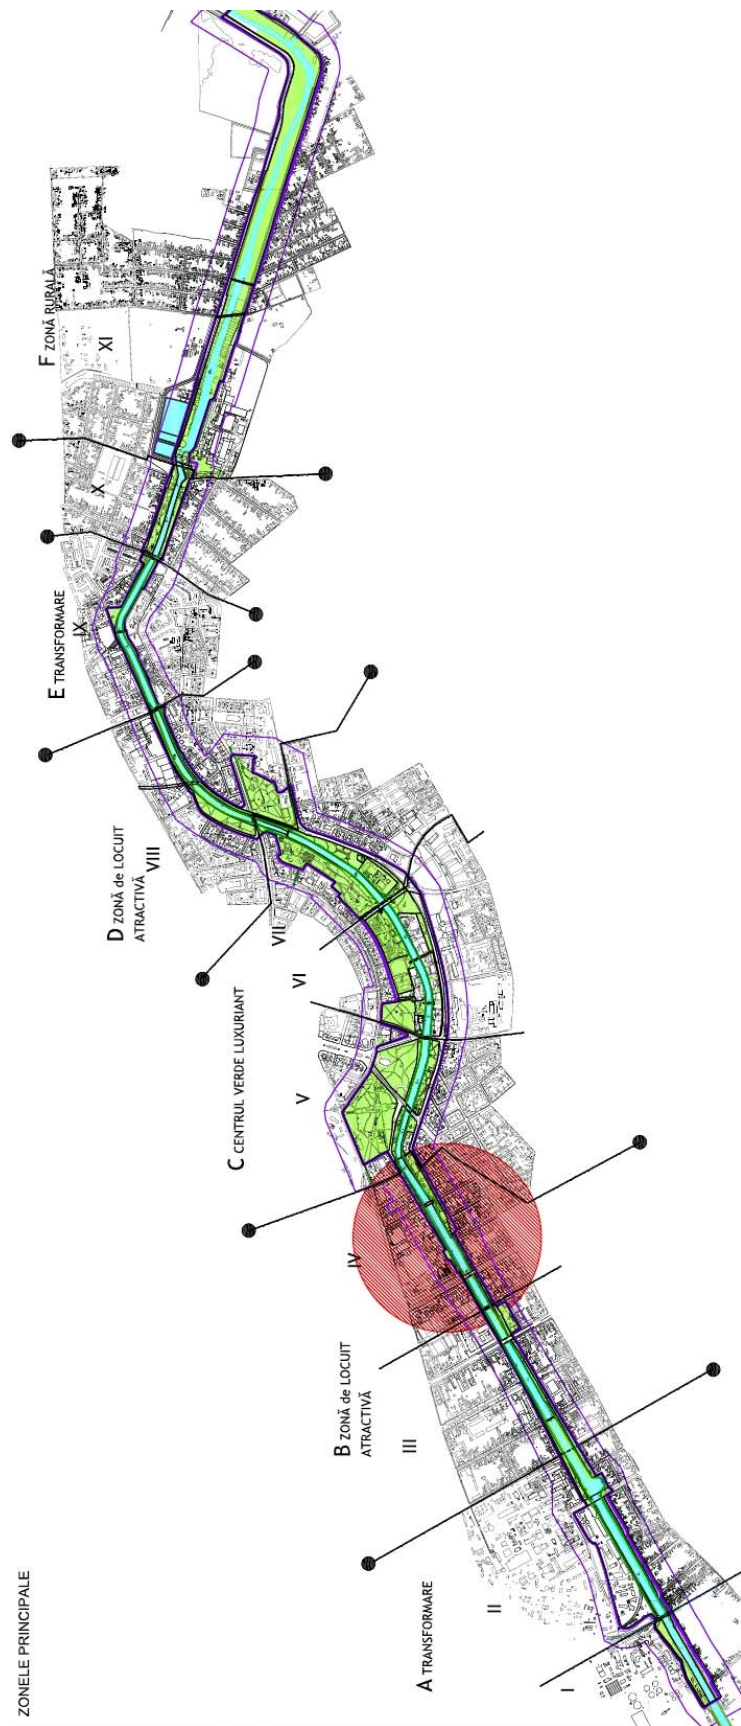 F ZONĂ RURALĂ
XI
X
E TRANSFORMARE
IX
D ZONĂ de LOCUIT
ATRACTIVĂ
VIII
VII
VI
C CENTRUL VERDE LUXURIANT
V
IV
B ZONĂ de LOCUIT
ATRACTIVĂ
III
A TRANSFORMARE
II
I
ZONELE PRINCIPALE